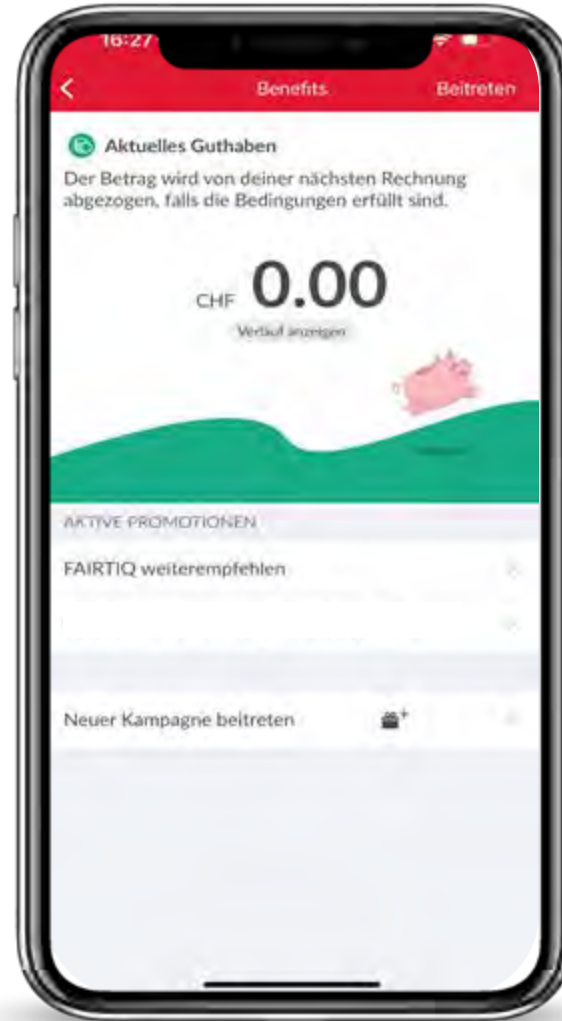 16:27
Benefits
Beitreten
Aktuelles Guthaben
Der Betrag wird von deiner nächsten Rechnung
abgezogen, falls die Bedingungen erfüllt sind.
CHF 0.00
Verlauf anzeigen
AKTIVE PROMOTIONEN
FAIRTIQ weiterempfehlen
Neuer Kampagne beitreten